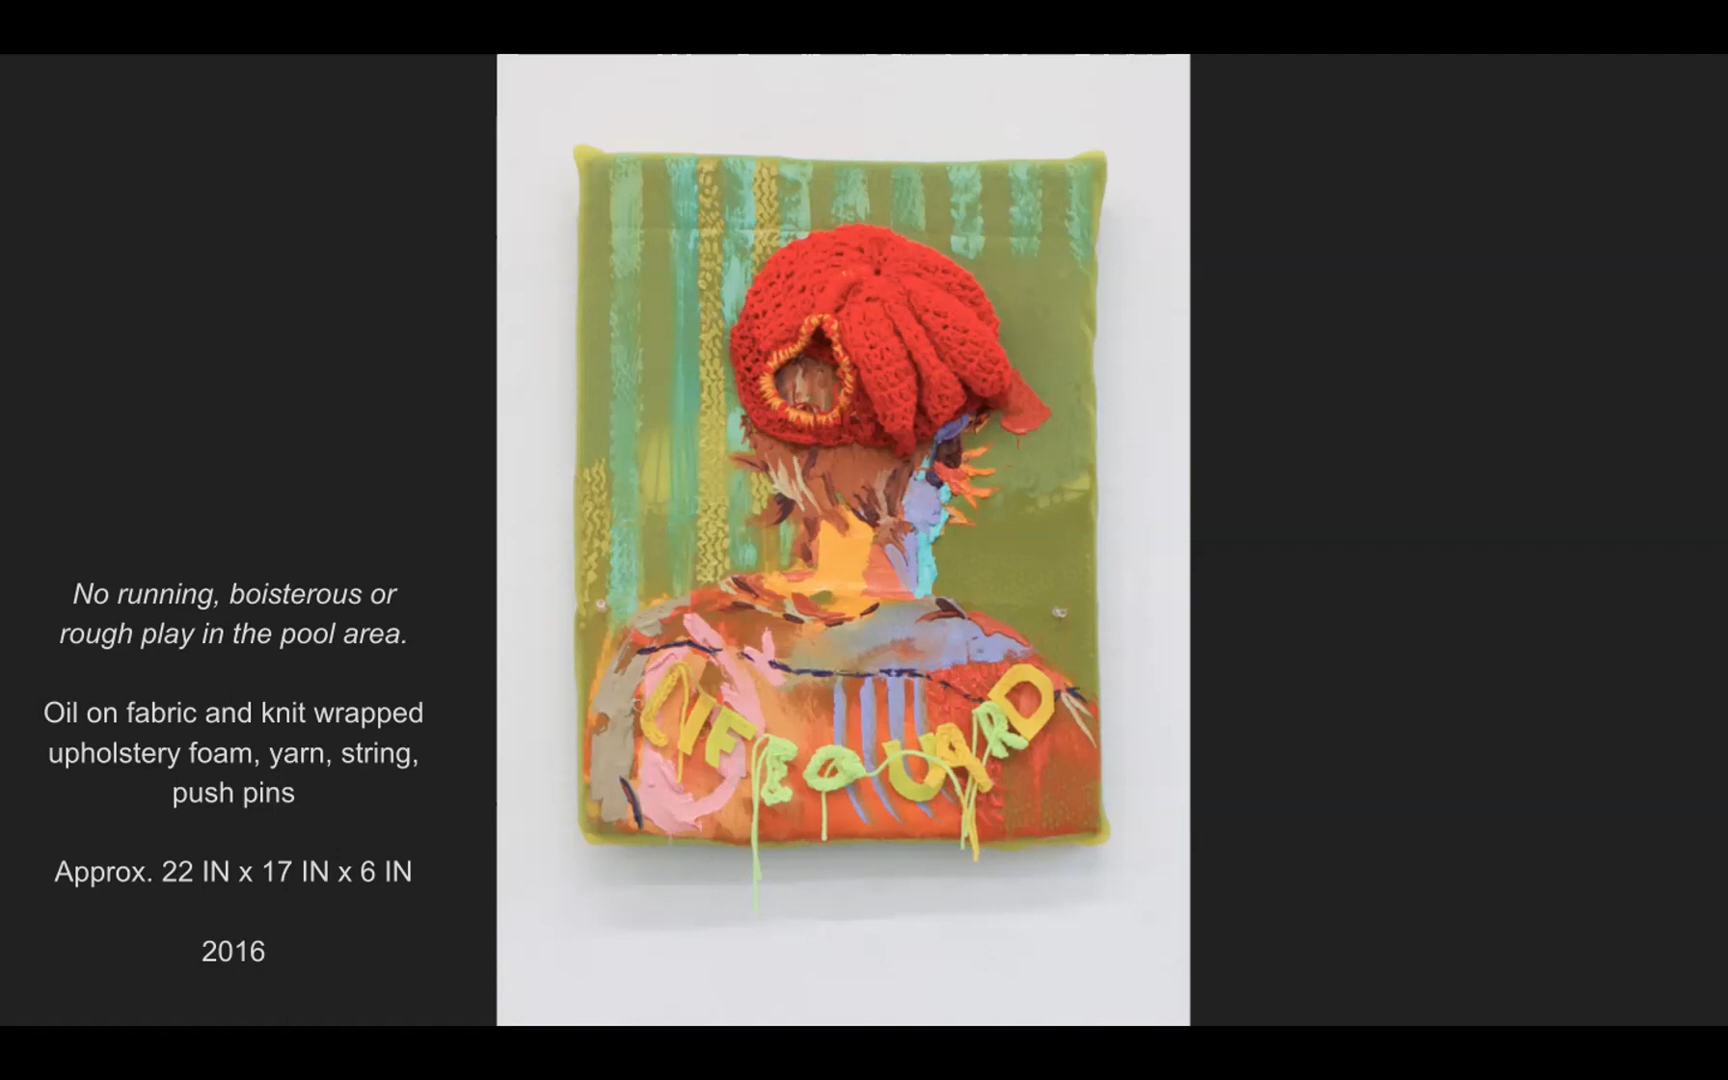 No running, boisterous or
rough play in the pool area.
Oil on fabric and knit wrapped
upholstery foam, yarn, string,
push pins
Approx. 22 IN x 17 IN x 6 IN
2016
LIFEGUARD